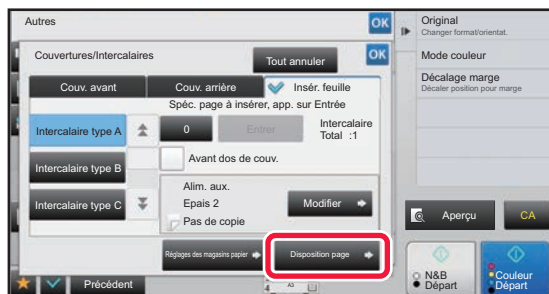 Autres
OK
Couvertures/Intercalaires
Tout annuler
OK
Couv. avant
Couv. arrière
Insér. feuille
Spéc. page à insérer, app. sur Entrée
Intercalaire type A
0
Entrer
Intercalaire
Total :1
Intercalaire type B
Avant dos de couv.
Intercalaire type C
Alim. aux.
Epais 2
Pas de copie
Modifier
Réglages des magasins papier
Disposition page
Précédent
A3
Original
Changer format/orientat.
Mode couleur
Décalage marge
Décaler position pour marge
Aperçu
CA
N&B
Départ
Couleur
Départ